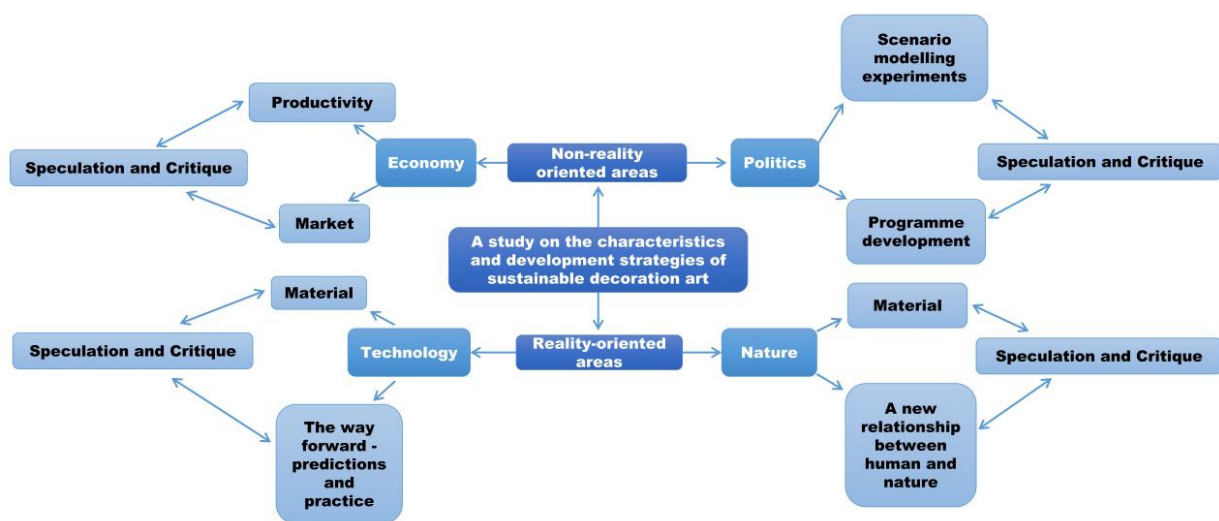 Scenario
modelling
experiments
Productivity
Speculation and Critique
Economy
Non-reality
oriented areas
Politics
Speculation and Critique
Market
Programme
development
A study on the characteristics
and development strategies of
sustainable decoration art
Material
Material
Speculation and Critique
Technology
Reality-oriented
areas
Nature
Speculation and Critique
The way
forward -
predictions
and
practice
A new
relationship
between
human and
nature